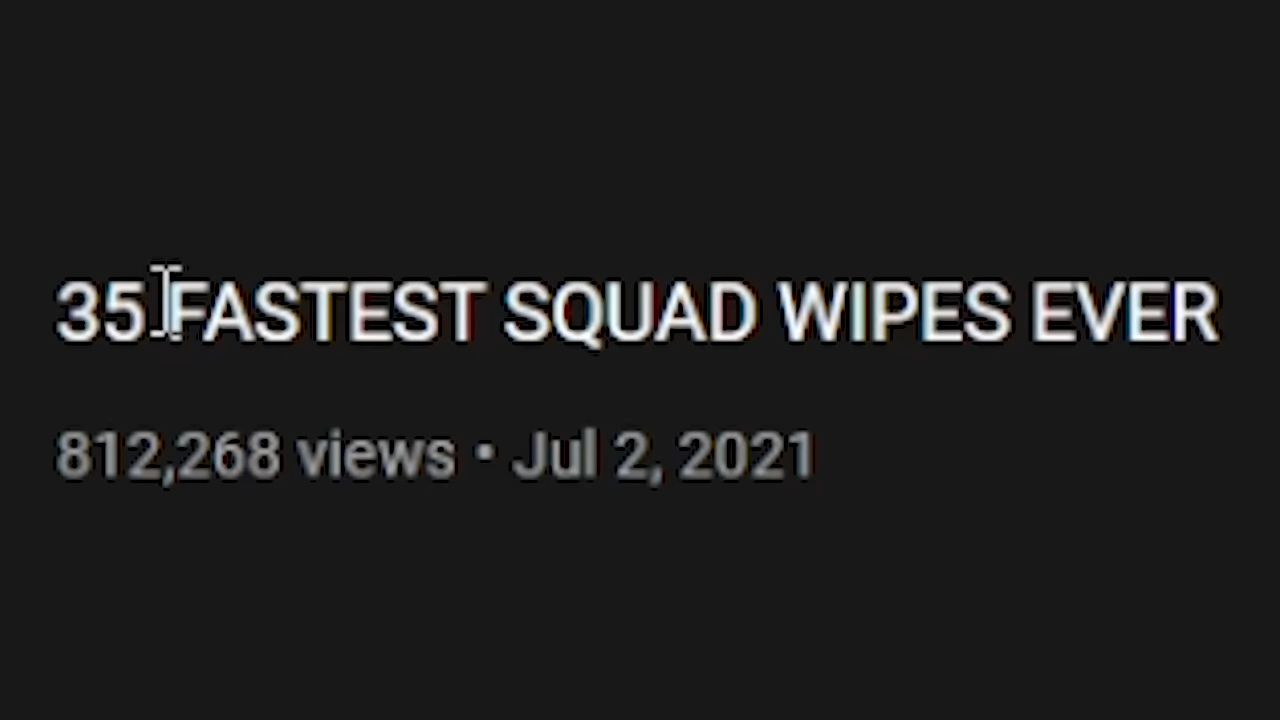 35 FASTEST SQUAD WIPES EVER
812,268 views • Jul 2, 2021